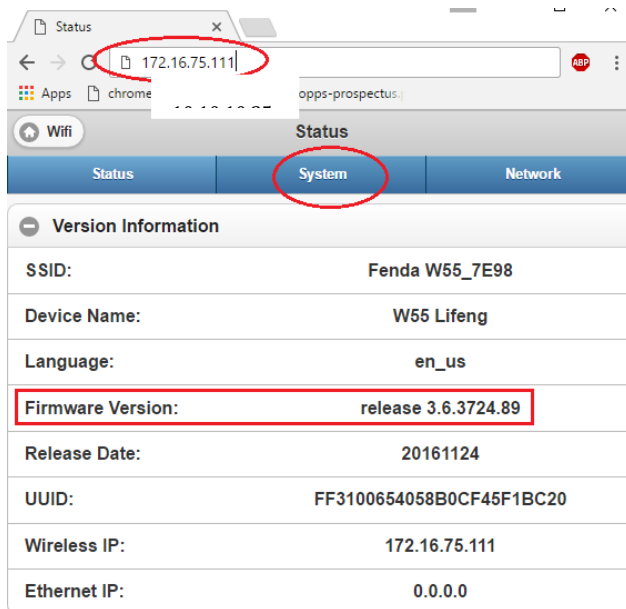 Status
172.16.75.111
ABP
Apps chrome opps-prospectus.
Wifi Status
Status System Network
Version Information
SSID: Fenda W55_7E98
Device Name: W55 Lifeng
Language: en_us
Firmware Version: release 3.6.3724.89
Release Date: 20161124
UUID: FF3100654058B0CF45F1BC20
Wireless IP: 172.16.75.111
Ethernet IP: 0.0.0.0